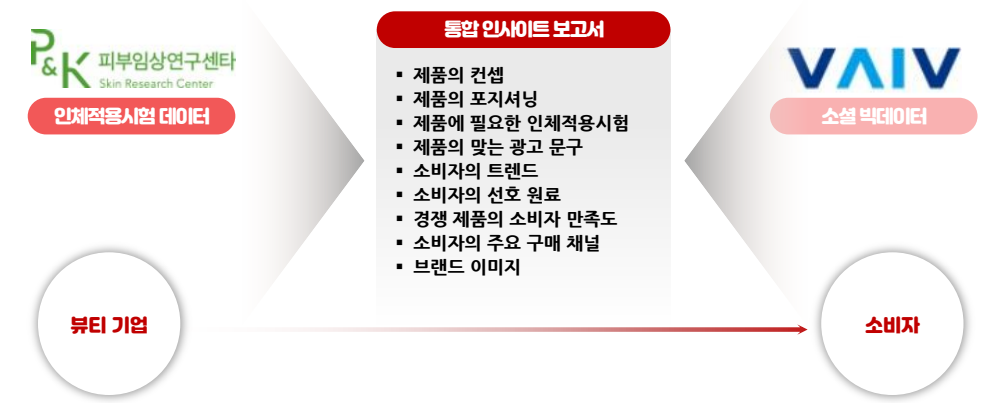 P&K 피부임상연구센타
Skin Research Center
인체적용시험 데이터
통합 인사이트 보고서
▪ 제품의 컨셉
▪ 제품의 포지셔닝
▪ 제품에 필요한 인체적용시험
▪ 제품의 맞는 광고 문구
▪ 소비자의 트렌드
▪ 소비자의 선호 원료
▪ 경쟁 제품의 소비자 만족도
▪ 소비자의 주요 구매 채널
▪ 브랜드 이미지
VAIV
소셜 빅데이터
뷰티 기업
소비자